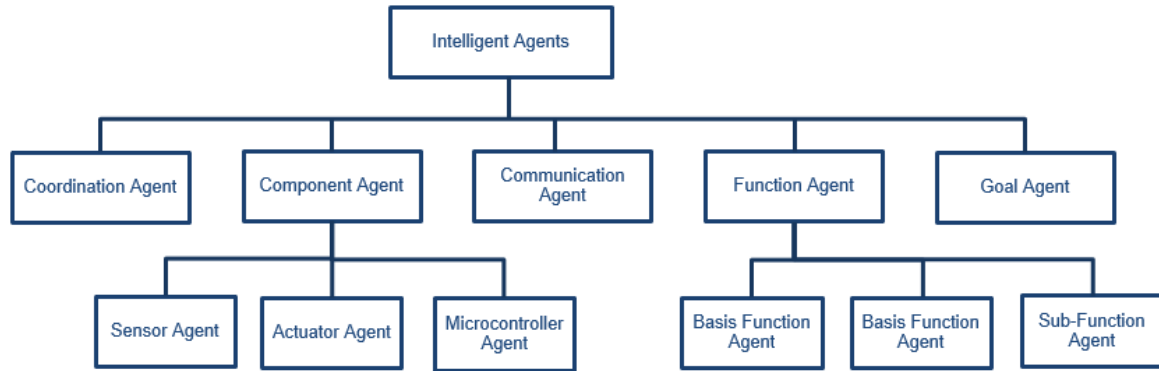 Intelligent Agents
Coordination Agent
Component Agent
Communication
Agent
Function Agent
Goal Agent
Sensor Agent
Actuator Agent
Microcontroller
Agent
Basis Function
Agent
Basis Function
Agent
Sub-Function
Agent